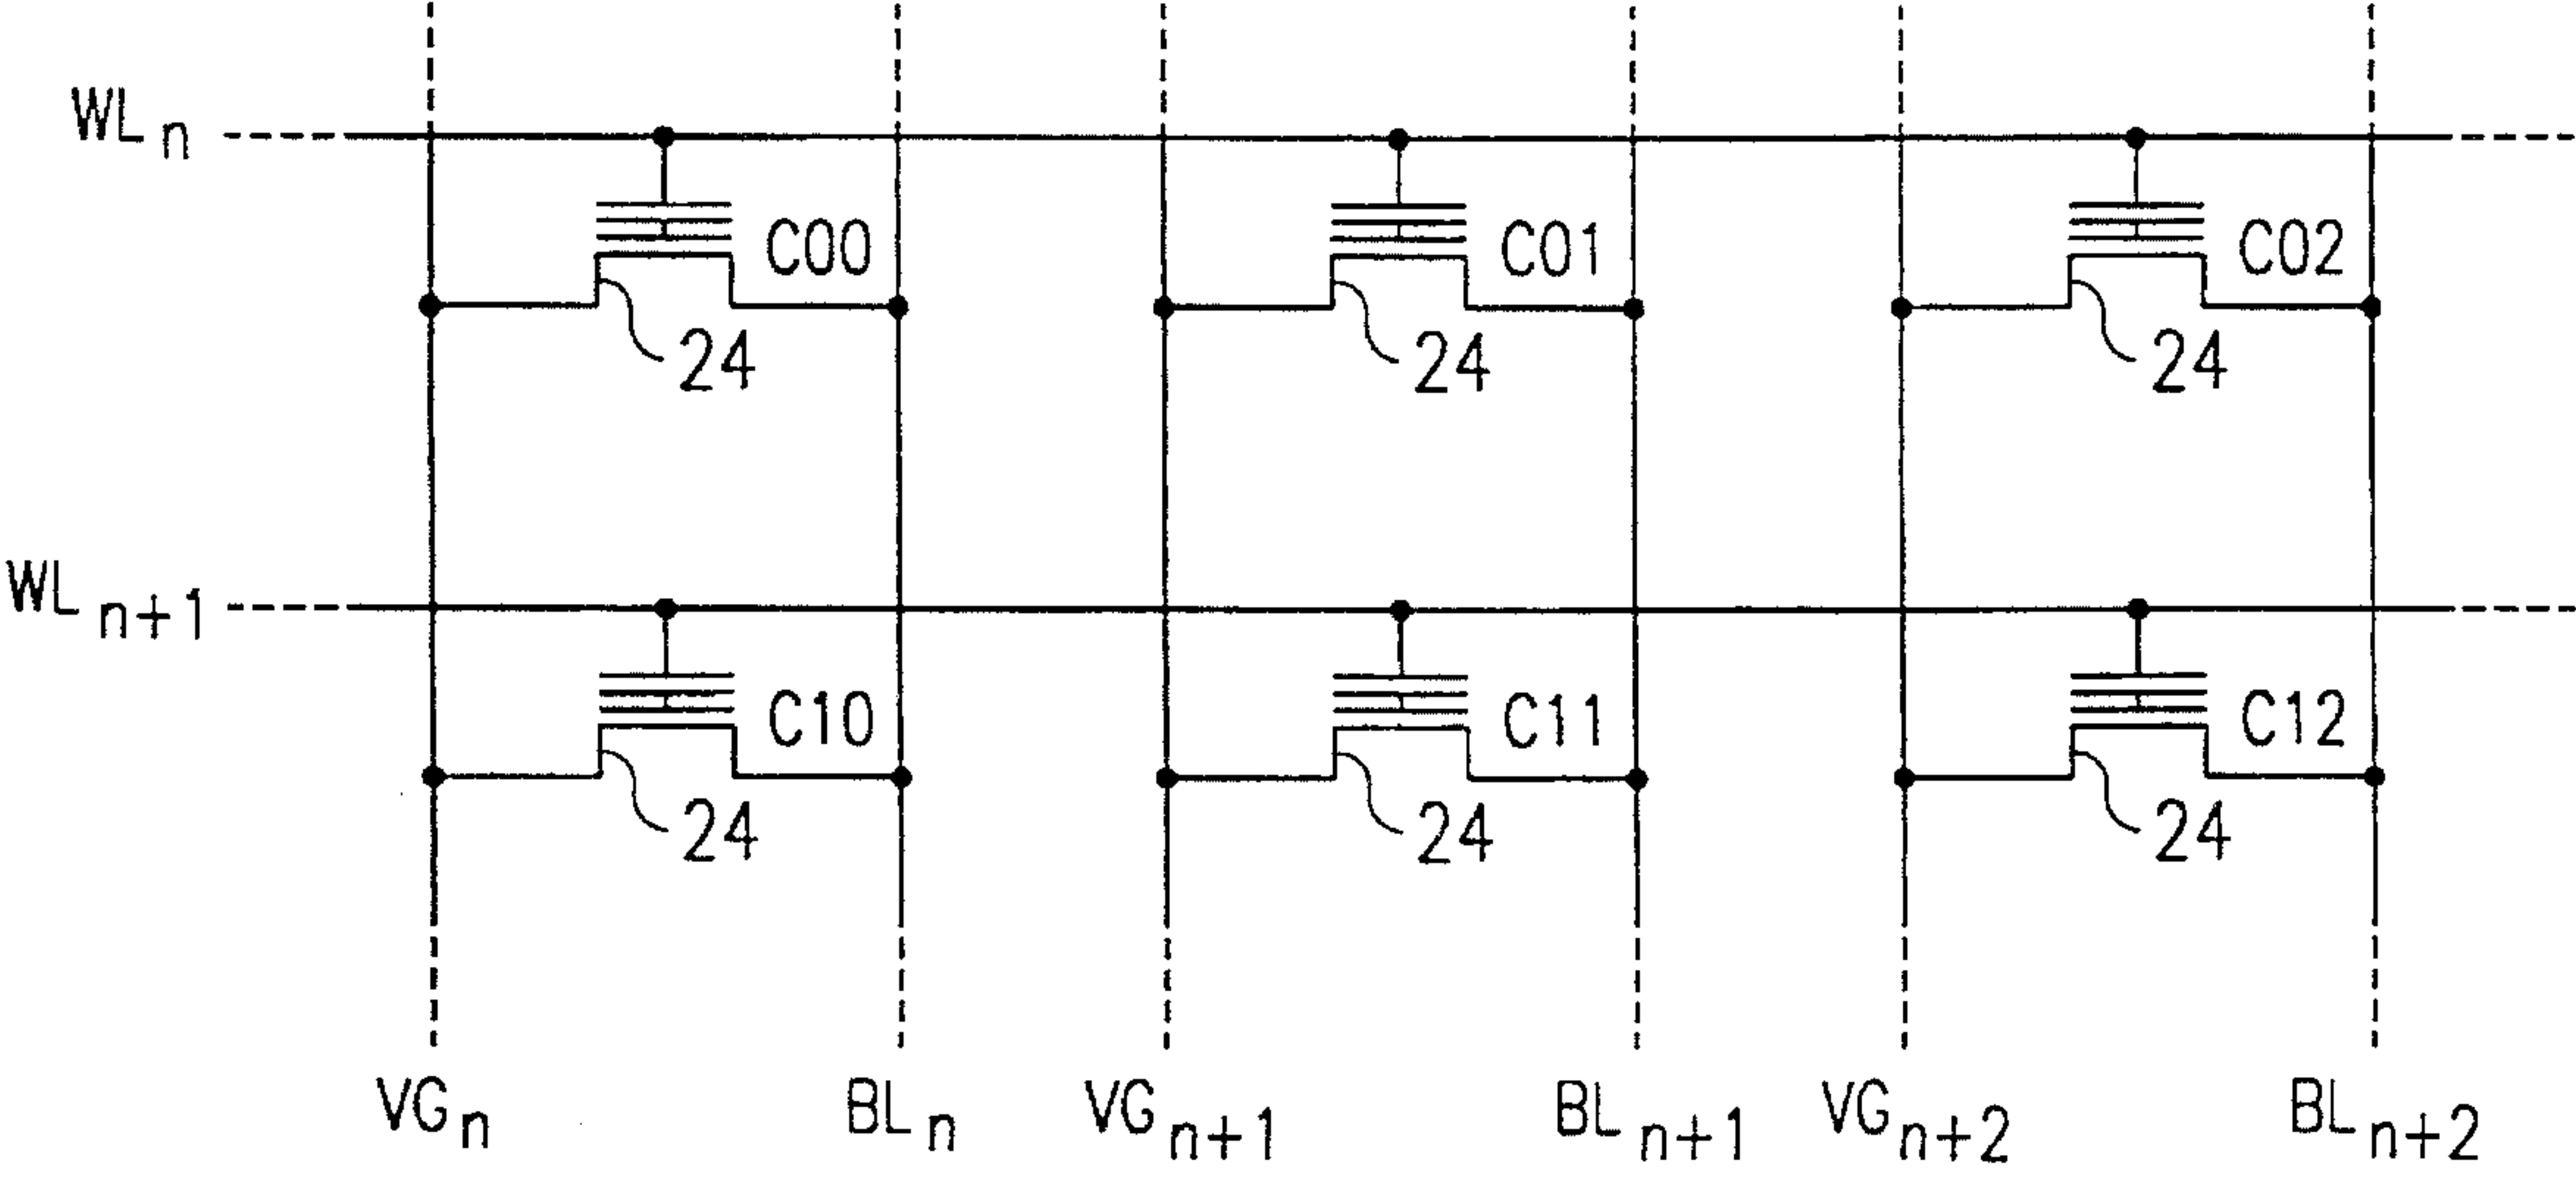 WLn
C00 C01 C02
24 24 24
WLn+1
C10 C11 C12
24 24 24
VGn BLn VGn+1 BLn+1 VGn+2 BLn+2